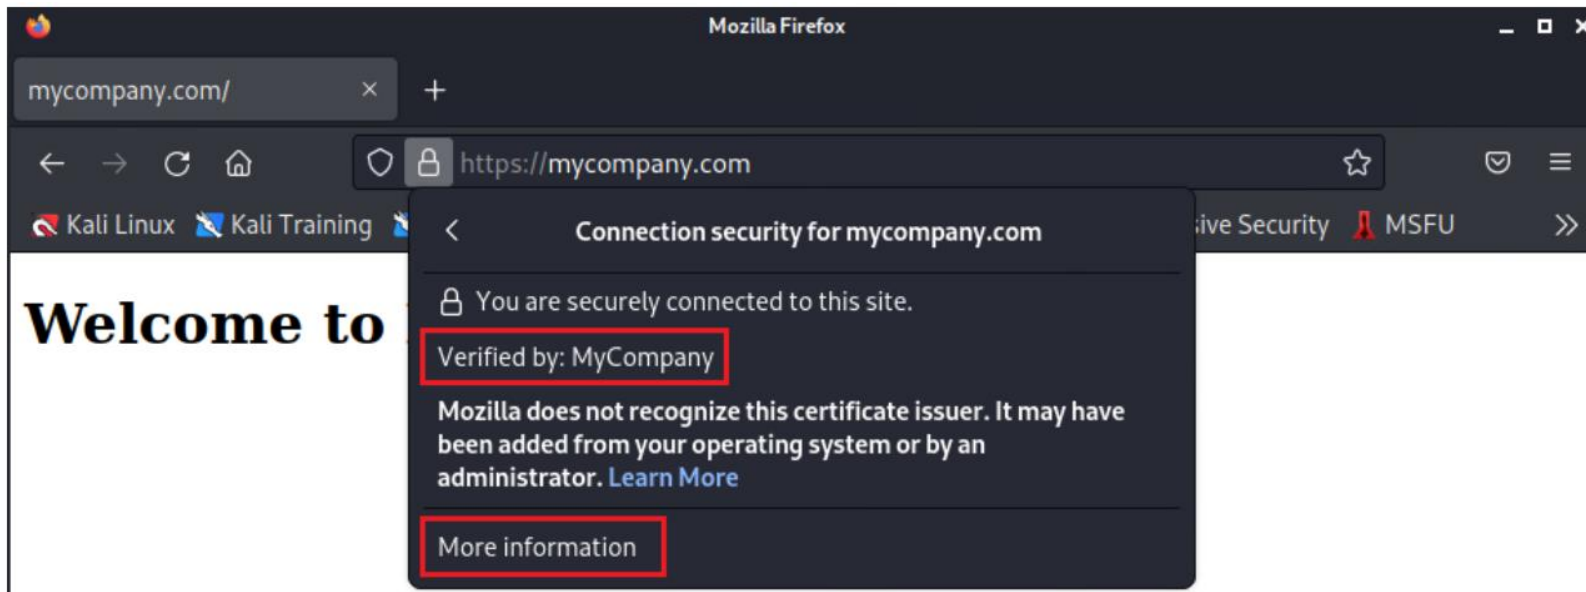 Mozilla Firefox
mycompany.com/
https://mycompany.com
Kali Linux Kali Training sive Security MSFU
Connection security for mycompany.com
You are securely connected to this site.
Welcome to
Verified by: MyCompany
Mozilla does not recognize this certificate issuer. It may have
been added from your operating system or by an
administrator. Learn More
More information